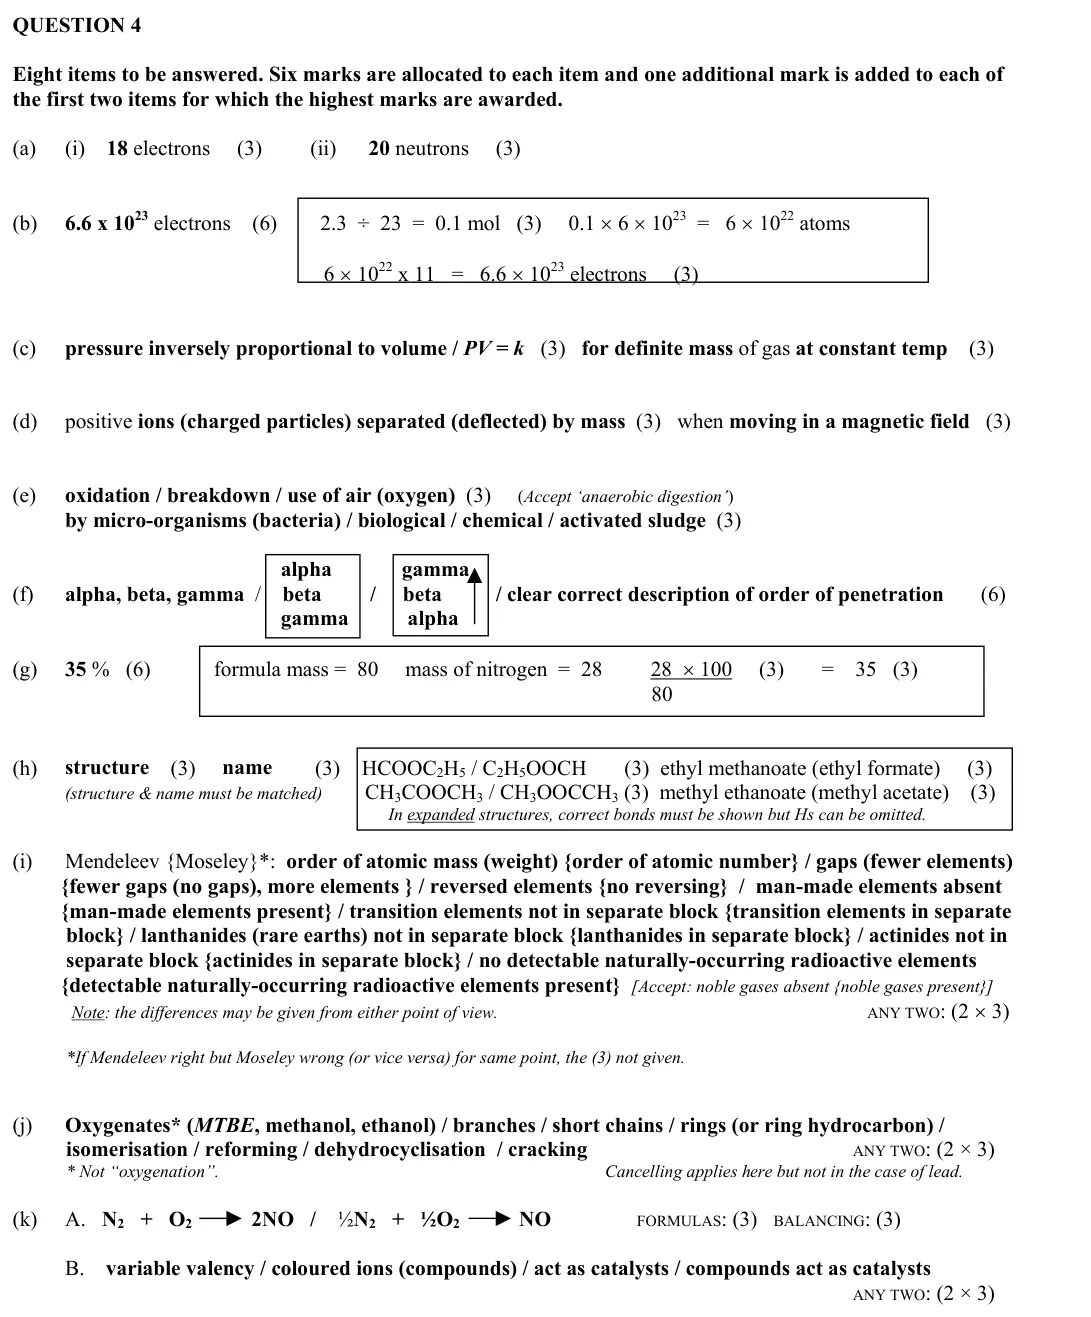 QUESTION 4
Eight items to be answered. Six marks are allocated to each item and one additional mark is added to each of
the first two items for which the highest marks are awarded.
(a) (i) 18 electrons (3) (ii) 20 neutrons (3)
(b) 6.6 x 10²³ electrons (6) 2.3 ÷ 23 = 0.1 mol (3) 0.1 × 6 × 10²³ = 6 × 10²² atoms
6 × 10²² x 11 = 6.6 × 10²³ electrons (3)
(c) pressure inversely proportional to volume / PV = k (3) for definite mass of gas at constant temp (3)
(d) positive ions (charged particles) separated (deflected) by mass (3) when moving in a magnetic field (3)
(e) oxidation / breakdown / use of air (oxygen) (3) (Accept ‘anaerobic digestion’)
by micro-organisms (bacteria) / biological / chemical / activated sludge (3)
alpha gamma
(f) alpha, beta, gamma / beta / beta / clear correct description of order of penetration (6)
gamma alpha
(g) 35 % (6) formula mass = 80 mass of nitrogen = 28 28 × 100 (3) = 35 (3)
80
(h) structure (3) name (3) HCOOC₂H₅ / C₂H₅OOCH (3) ethyl methanoate (ethyl formate) (3)
(structure & name must be matched) CH₃COOCH₃ / CH₃OOCCH₃ (3) methyl ethanoate (methyl acetate) (3)
In expanded structures, correct bonds must be shown but Hs can be omitted.
(i) Mendeleev {Moseley}*: order of atomic mass (weight) {order of atomic number} / gaps (fewer elements)
{fewer gaps (no gaps), more elements } / reversed elements {no reversing} / man-made elements absent
{man-made elements present} / transition elements not in separate block {transition elements in separate
block} / lanthanides (rare earths) not in separate block {lanthanides in separate block} / actinides not in
separate block {actinides in separate block} / no detectable naturally-occurring radioactive elements
{detectable naturally-occurring radioactive elements present} [Accept: noble gases absent {noble gases present}]
Note: the differences may be given from either point of view. ANY TWO: (2 × 3)
*If Mendeleev right but Moseley wrong (or vice versa) for same point, the (3) not given.
(j) Oxygenates* (MTBE, methanol, ethanol) / branches / short chains / rings (or ring hydrocarbon) /
isomerisation / reforming / dehydrocyclisation / cracking ANY TWO: (2 × 3)
* Not “oxygenation”. Cancelling applies here but not in the case of lead.
(k) A. N₂ + O₂ → 2NO / ½N₂ + ½O₂ → NO FORMULAS: (3) BALANCING: (3)
B. variable valency / coloured ions (compounds) / act as catalysts / compounds act as catalysts
ANY TWO: (2 × 3)